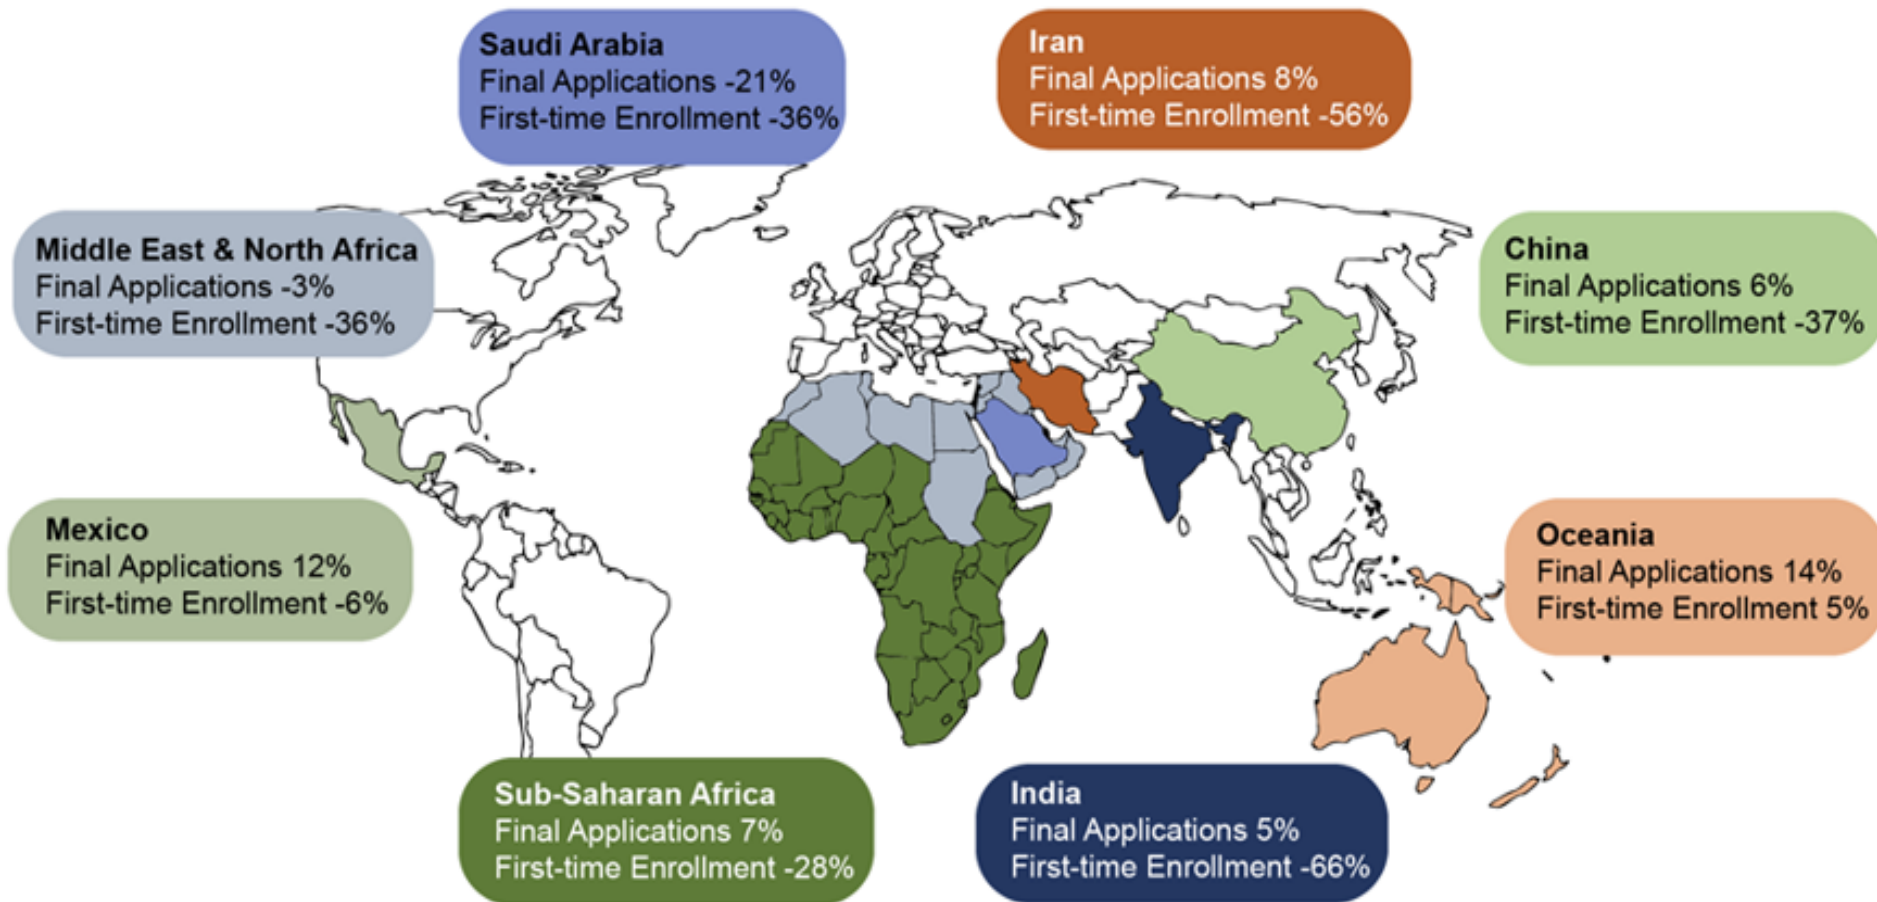 Saudi Arabia
Final Applications -21%
First-time Enrollment -36%
Iran
Final Applications 8%
First-time Enrollment -56%
Middle East & North Africa
Final Applications -3%
First-time Enrollment -36%
China
Final Applications 6%
First-time Enrollment -37%
Mexico
Final Applications 12%
First-time Enrollment -6%
Oceania
Final Applications 14%
First-time Enrollment 5%
Sub-Saharan Africa
Final Applications 7%
First-time Enrollment -28%
India
Final Applications 5%
First-time Enrollment -66%